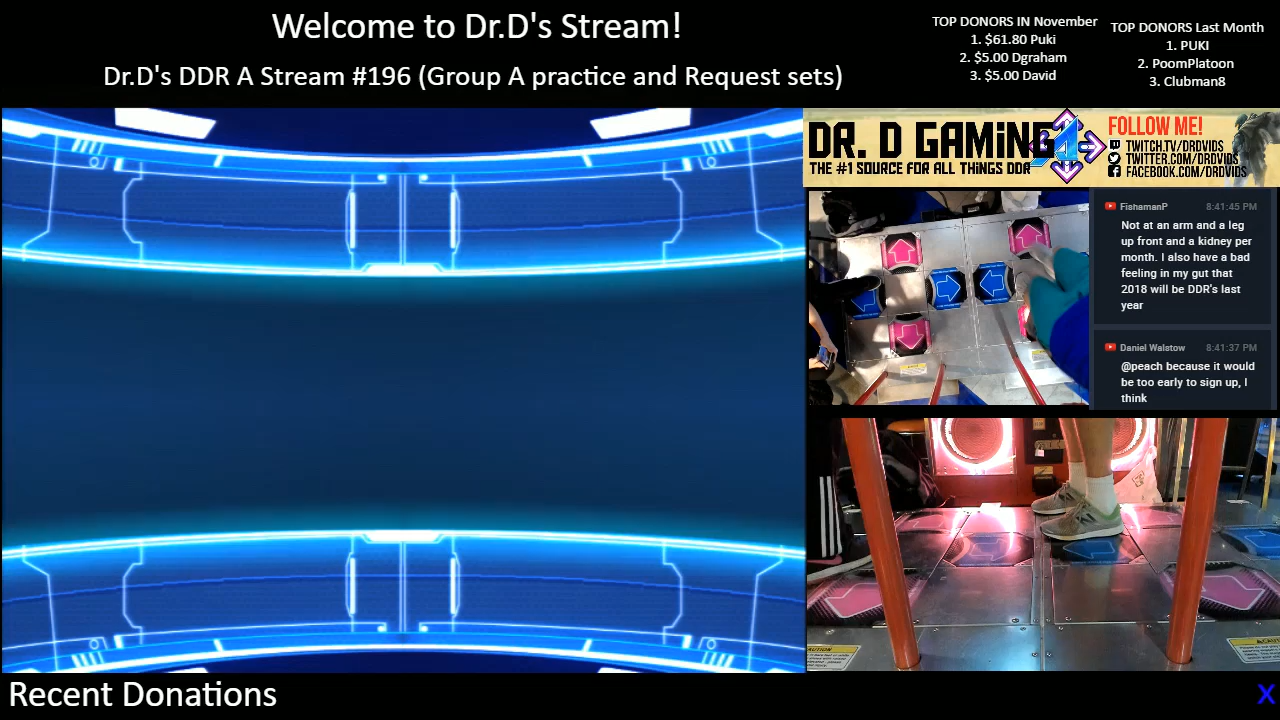 Welcome to Dr.D's Stream!
Dr.D's DDR A Stream #196 (Group A practice and Request sets)
TOP DONORS IN November
1. $61.80 Puki
2. $5.00 Dgraham
3. $5.00 David
TOP DONORS Last Month
1. PUKI
2. PoomPlatoon
3. Clubman8
DR. D GAMiNG
THE #1 SOURCE FOR ALL THINGS DDR
A
FOLLOW ME!
TWITCH.TV/DRDVIDS
TWITTER.COM/DRDVIDS
FACEBOOK.COM/DRDVIDS
FishamanP 8:41:45 PM
Not at an arm and a leg
up front and a kidney per
month. I also have a bad
feeling in my gut that
2018 will be DDR's last
year
Daniel Walstow 8:41:37 PM
@peach because it would
be too early to sign up, I
think
Recent Donations
X